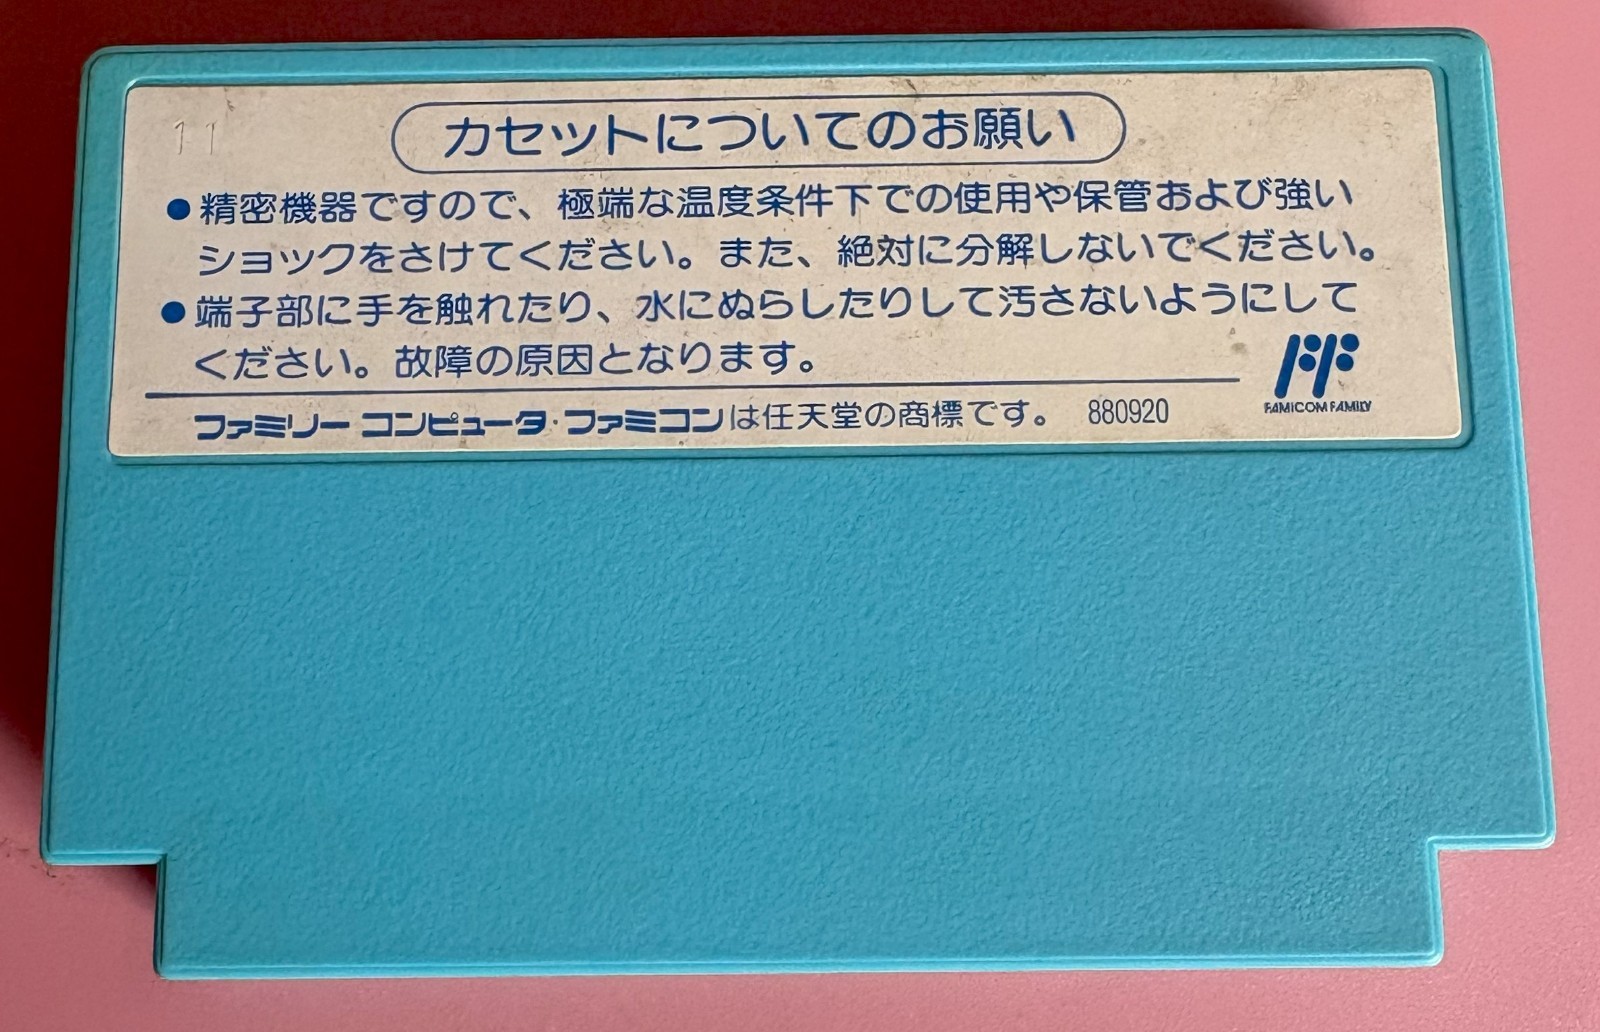 11
カセットについてのお願い
●精密機器ですので、極端な温度条件下での使用や保管および強い
ショックをさけてください。また、絶対に分解しないでください。
●端子部に手を触れたり、水にぬらしたりして汚さないようにして
ください。故障の原因となります。
FF
FAMICOM FAMILY
ファミリーコンピュータ・ファミコンは任天堂の商標です。 880920